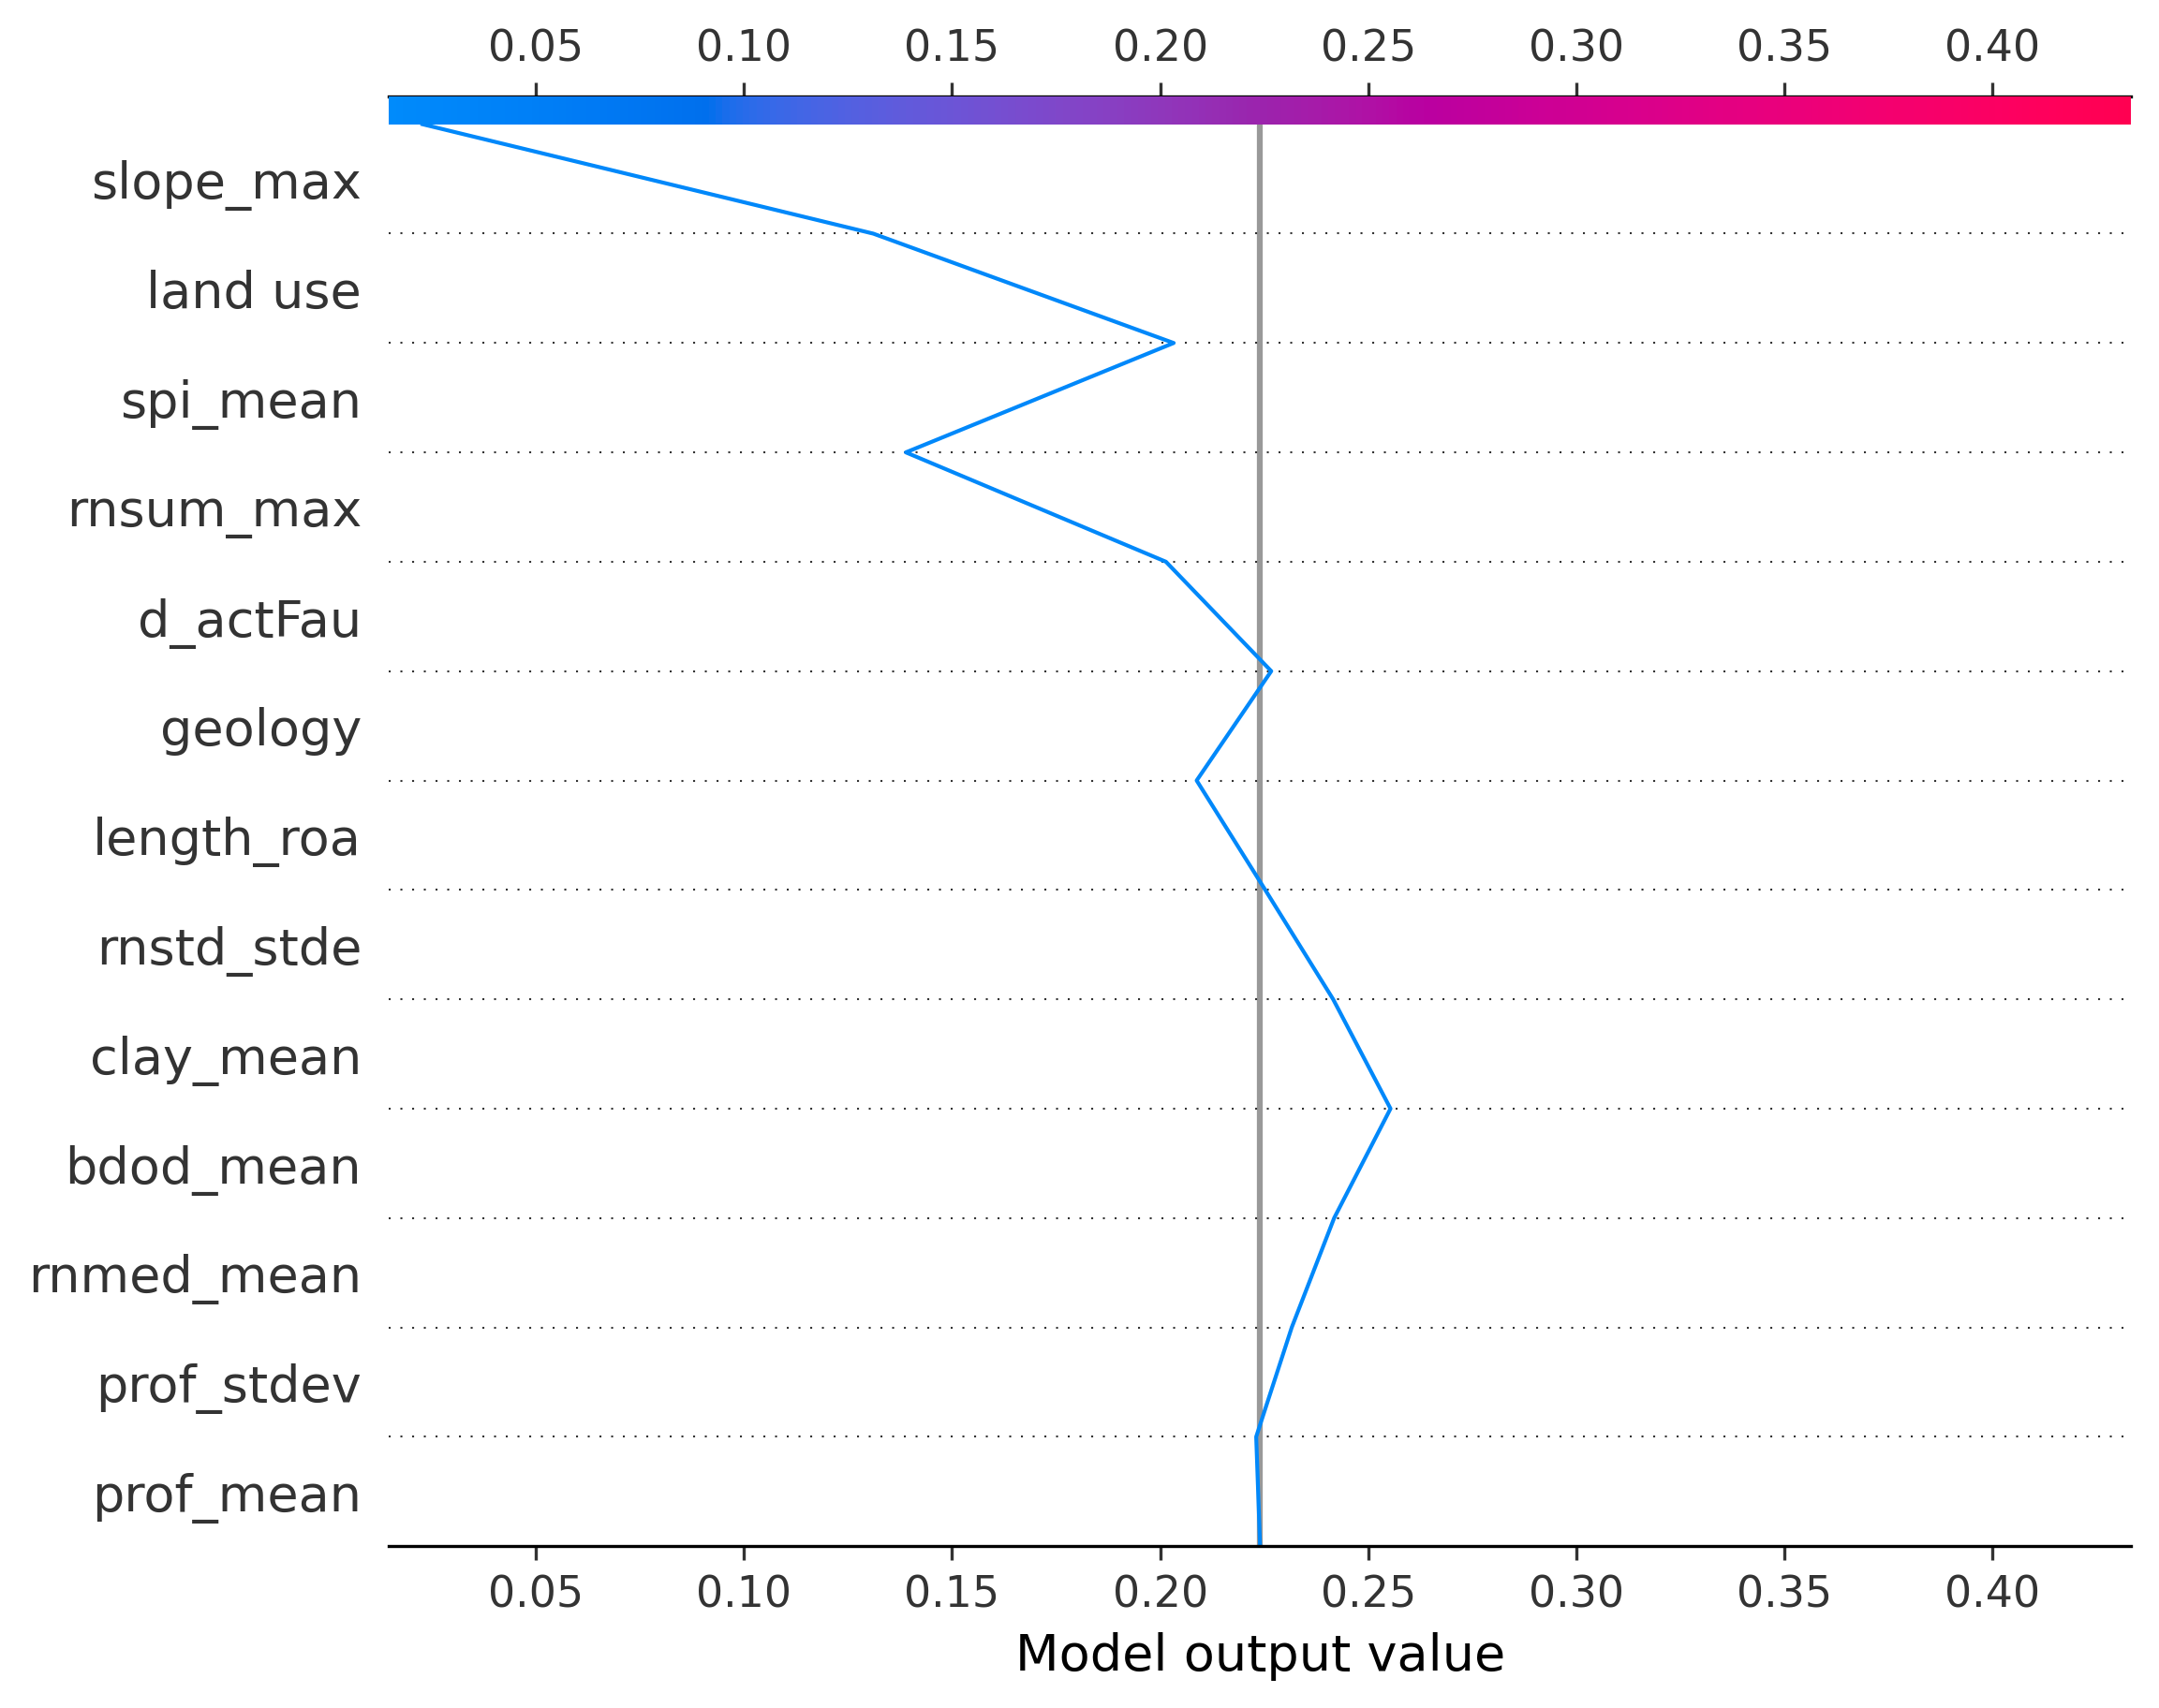 0.05 0.10 0.15 0.20 0.25 0.30 0.35 0.40
slope_max
land use
spi_mean
rnsum_max
d_actFau
geology
length_roa
rnstd_stde
clay_mean
bdod_mean
rnmed_mean
prof_stdev
prof_mean
0.05 0.10 0.15 0.20 0.25 0.30 0.35 0.40
Model output value